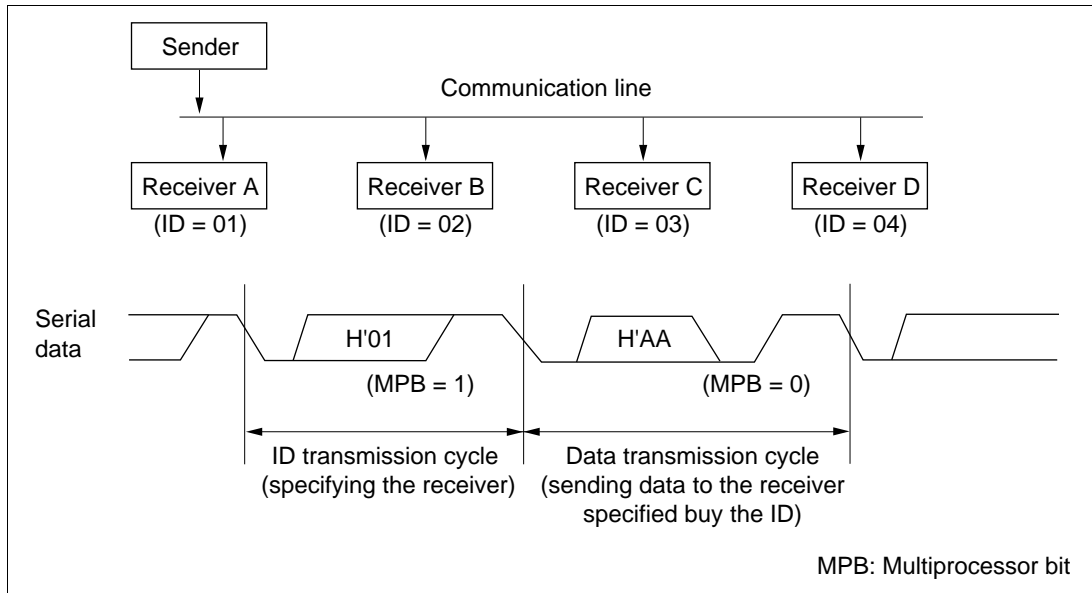 Sender
Communication line
Receiver A
Receiver B
Receiver C
Receiver D
(ID = 01)
(ID = 02)
(ID = 03)
(ID = 04)
Serial
data
H'01
H'AA
(MPB = 1)
(MPB = 0)
ID transmission cycle
(specifying the receiver)
Data transmission cycle
(sending data to the receiver
specified buy the ID)
MPB: Multiprocessor bit